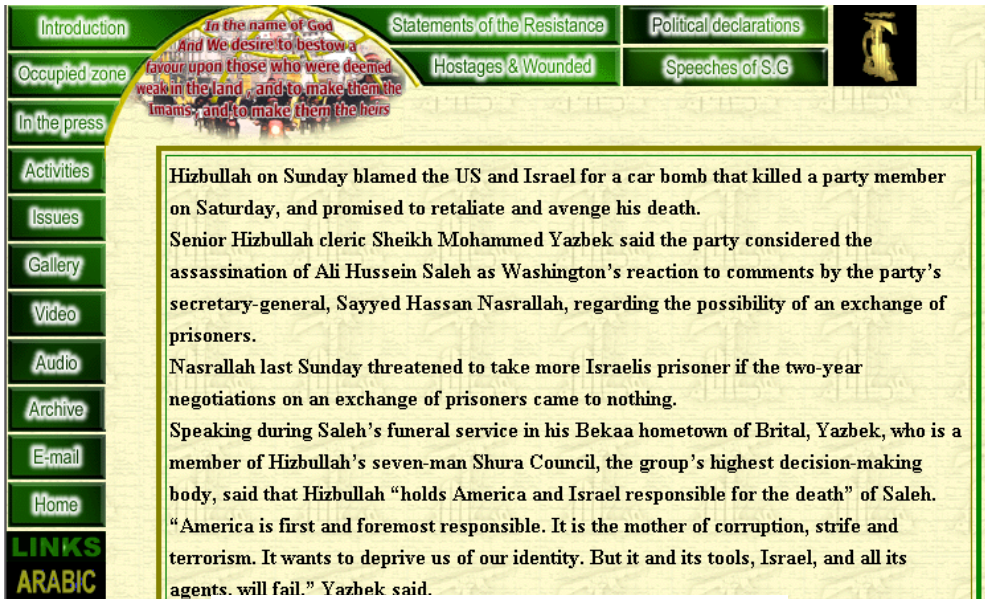 Introduction
In the name of God
And We desire to bestow a
favour upon those who were deemed
weak in the land , and to make them the
Imams , and to make them the heirs
Statements of the Resistance
Political declarations
Occupied zone
Hostages & Wounded
Speeches of S.G
In the press
Activities
Issues
Gallery
Video
Audio
Archive
E-mail
Home
LINKS
ARABIC
Hizbullah on Sunday blamed the US and Israel for a car bomb that killed a party member
on Saturday, and promised to retaliate and avenge his death.
Senior Hizbullah cleric Sheikh Mohammed Yazbek said the party considered the
assassination of Ali Hussein Saleh as Washington’s reaction to comments by the party’s
secretary-general, Sayyed Hassan Nasrallah, regarding the possibility of an exchange of
prisoners.
Nasrallah last Sunday threatened to take more Israelis prisoner if the two-year
negotiations on an exchange of prisoners came to nothing.
Speaking during Saleh’s funeral service in his Bekaa hometown of Brital, Yazbek, who is a
member of Hizbullah’s seven-man Shura Council, the group’s highest decision-making
body, said that Hizbullah “holds America and Israel responsible for the death” of Saleh.
“America is first and foremost responsible. It is the mother of corruption, strife and
terrorism. It wants to deprive us of our identity. But it and its tools, Israel, and all its
agents, will fail.” Yazbek said.